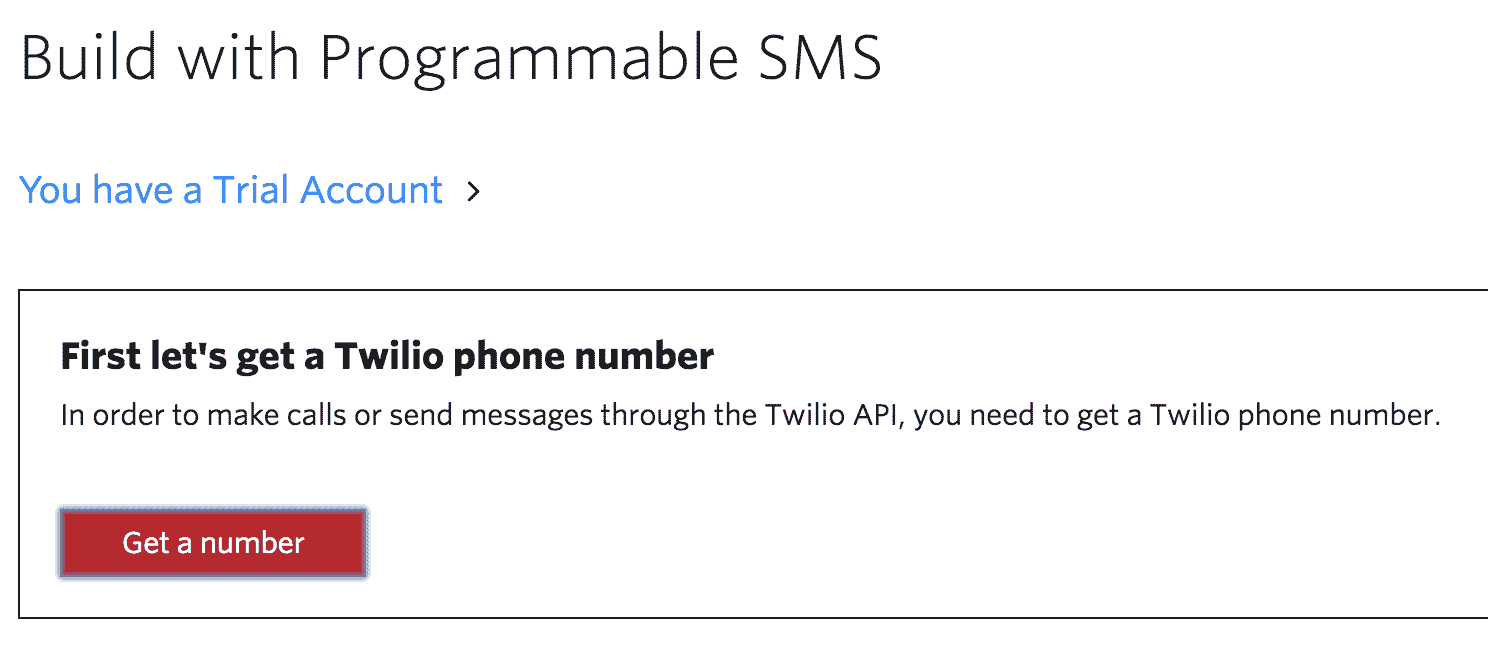 Build with Programmable SMS
You have a Trial Account >
First let's get a Twilio phone number
In order to make calls or send messages through the Twilio API, you need to get a Twilio phone number.
Get a number